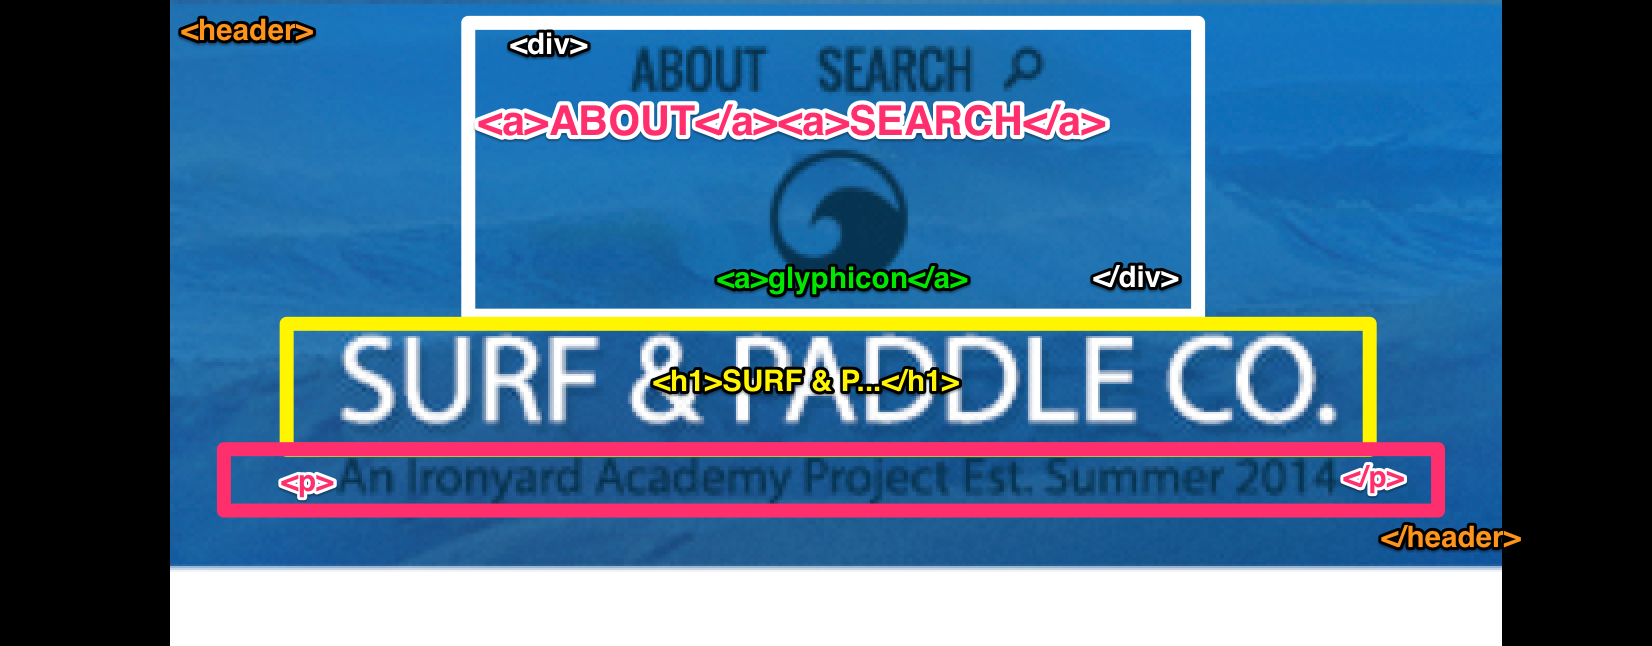 <header>
<div>
ABOUT SEARCH
<a>ABOUT</a><a>SEARCH</a>
<a>glyphicon</a>
</div>
SURF & PADDLE CO.
<h1>SURF & P...</h1>
<p>An Ironyard Academy Project Est. Summer 2014</p>
</header>